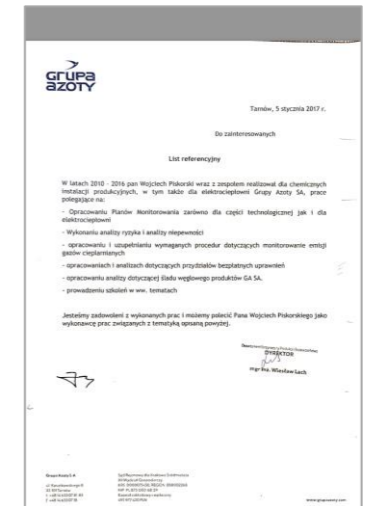 GRUPA
AZOTY
Tarnów, 5 stycznia 2017 r.
Do zainteresowanych
List referencyjny
W latach 2010 - 2016 pan Wojciech Piskorski wraz z zespołem realizował dla chemicznych
instalacji produkcyjnych, w tym także dla elektrociepłowni Grupy Azoty SA, prace
polegające na:
- Opracowaniu Planów Monitorowania zarówno dla części technologicznej jak i dla
elektrociepłowni
- Wykonaniu analizy ryzyka i analizy niepewności
- opracowaniu i uzupełnianiu wymaganych procedur dotyczących monitorowanie emisji
gazów cieplarnianych
- opracowaniach i analizach dotyczących przydziałów bezpłatnych uprawnień
- opracowaniu analizy dotyczącej śladu węglowego produktów GA SA.
- prowadzeniu szkoleń w ww. tematach
Jesteśmy zadowoleni z wykonanych prac i możemy polecić Pana Wojciech Piskorskiego jako
wykonawcę prac związanych z tematyką opisaną powyżej.
DYREKTOR
mgr inż. Wiesław Lach
Grupa Azoty S.A.
www.grupaazoty.com